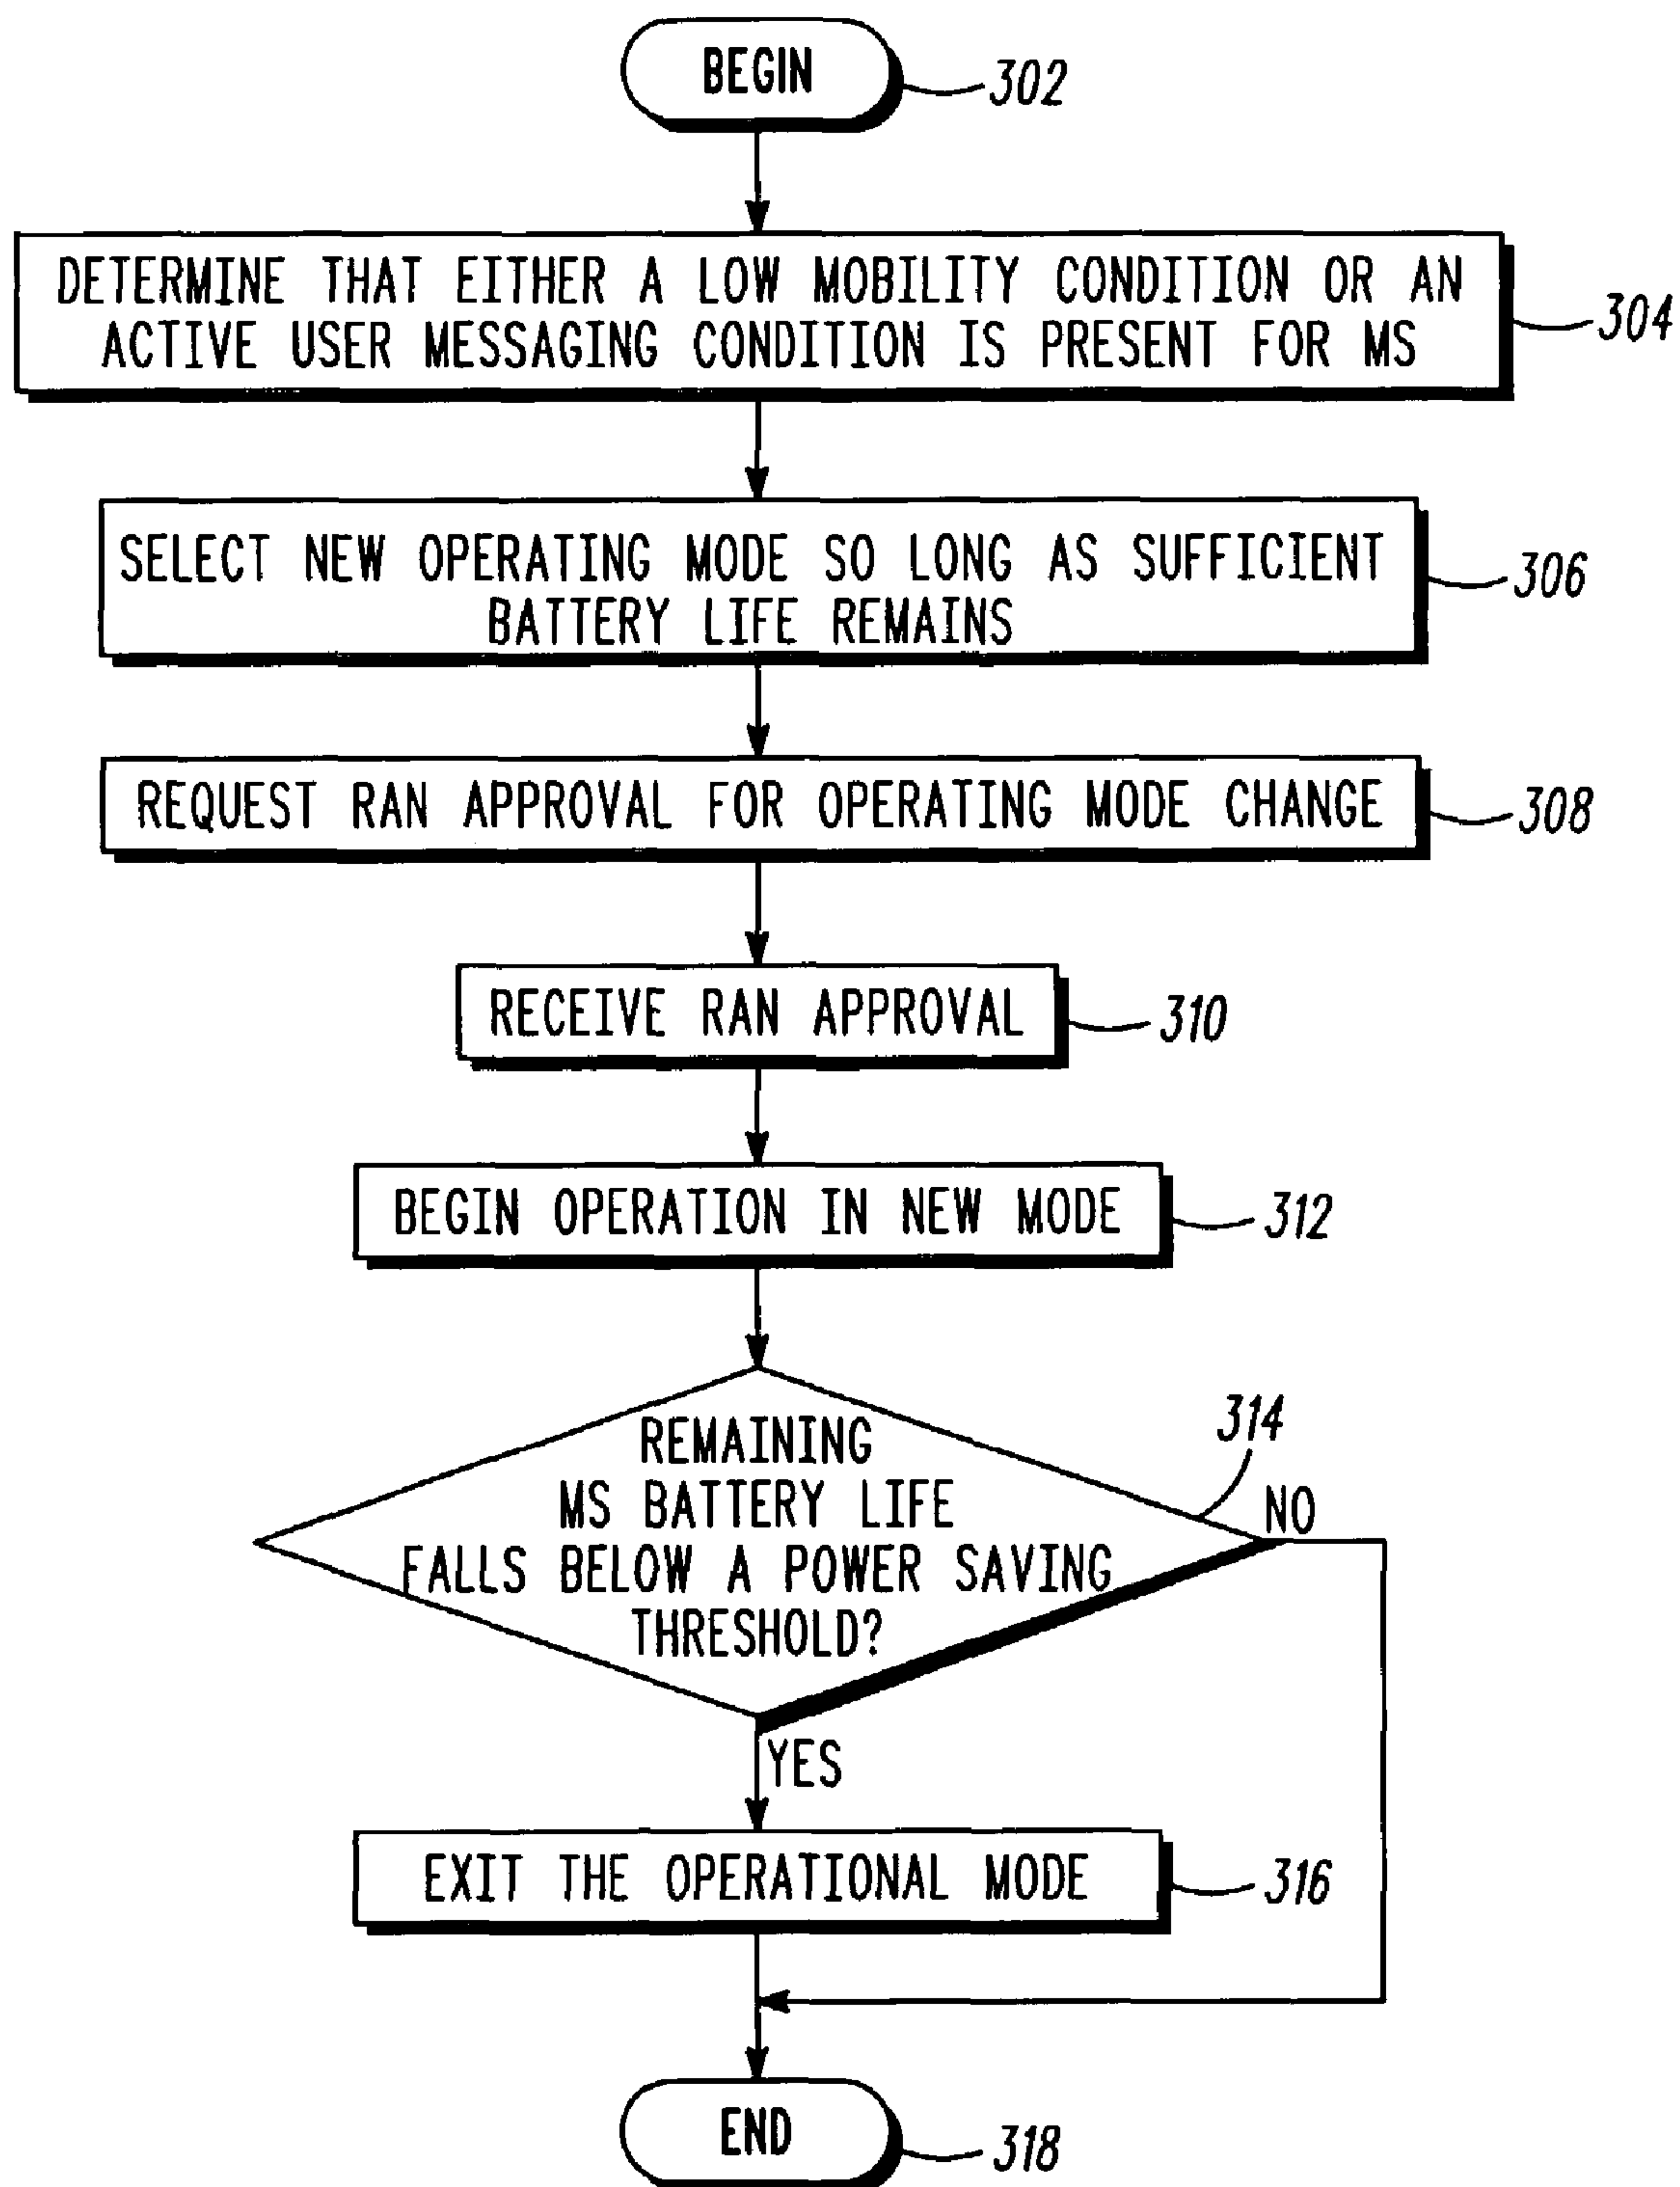 BEGIN
302
DETERMINE THAT EITHER A LOW MOBILITY CONDITION OR AN
ACTIVE USER MESSAGING CONDITION IS PRESENT FOR MS
304
SELECT NEW OPERATING MODE SO LONG AS SUFFICIENT
BATTERY LIFE REMAINS
306
REQUEST RAN APPROVAL FOR OPERATING MODE CHANGE
308
RECEIVE RAN APPROVAL
310
BEGIN OPERATION IN NEW MODE
312
REMAINING
MS BATTERY LIFE
FALLS BELOW A POWER SAVING
THRESHOLD?
314
NO
YES
EXIT THE OPERATIONAL MODE
316
END
318